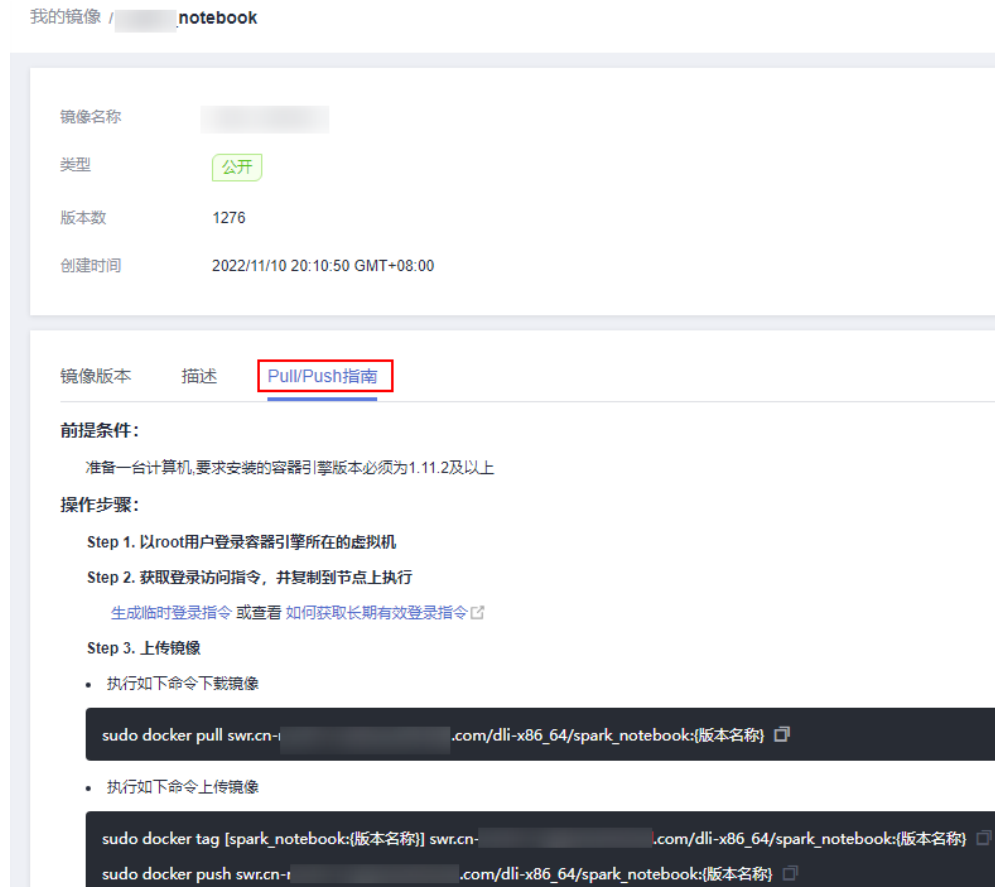 我的镜像 / _notebook
镜像名称
类型 公开
版本数 1276
创建时间 2022/11/10 20:10:50 GMT+08:00
镜像版本 描述 Pull/Push指南
前提条件:
准备一台计算机,要求安装的容器引擎版本必须为1.11.2及以上
操作步骤:
Step 1. 以root用户登录容器引擎所在的虚拟机
Step 2. 获取登录访问指令，并复制到节点上执行
生成临时登录指令 或查看 如何获取长期有效登录指令
Step 3. 上传镜像
• 执行如下命令下载镜像
sudo docker pull swr.cn- .com/dli-x86_64/spark_notebook:{版本名称}
• 执行如下命令上传镜像
sudo docker tag [spark_notebook:{版本名称}] swr.cn- .com/dli-x86_64/spark_notebook:{版本名称}
sudo docker push swr.cn- .com/dli-x86_64/spark_notebook:{版本名称}